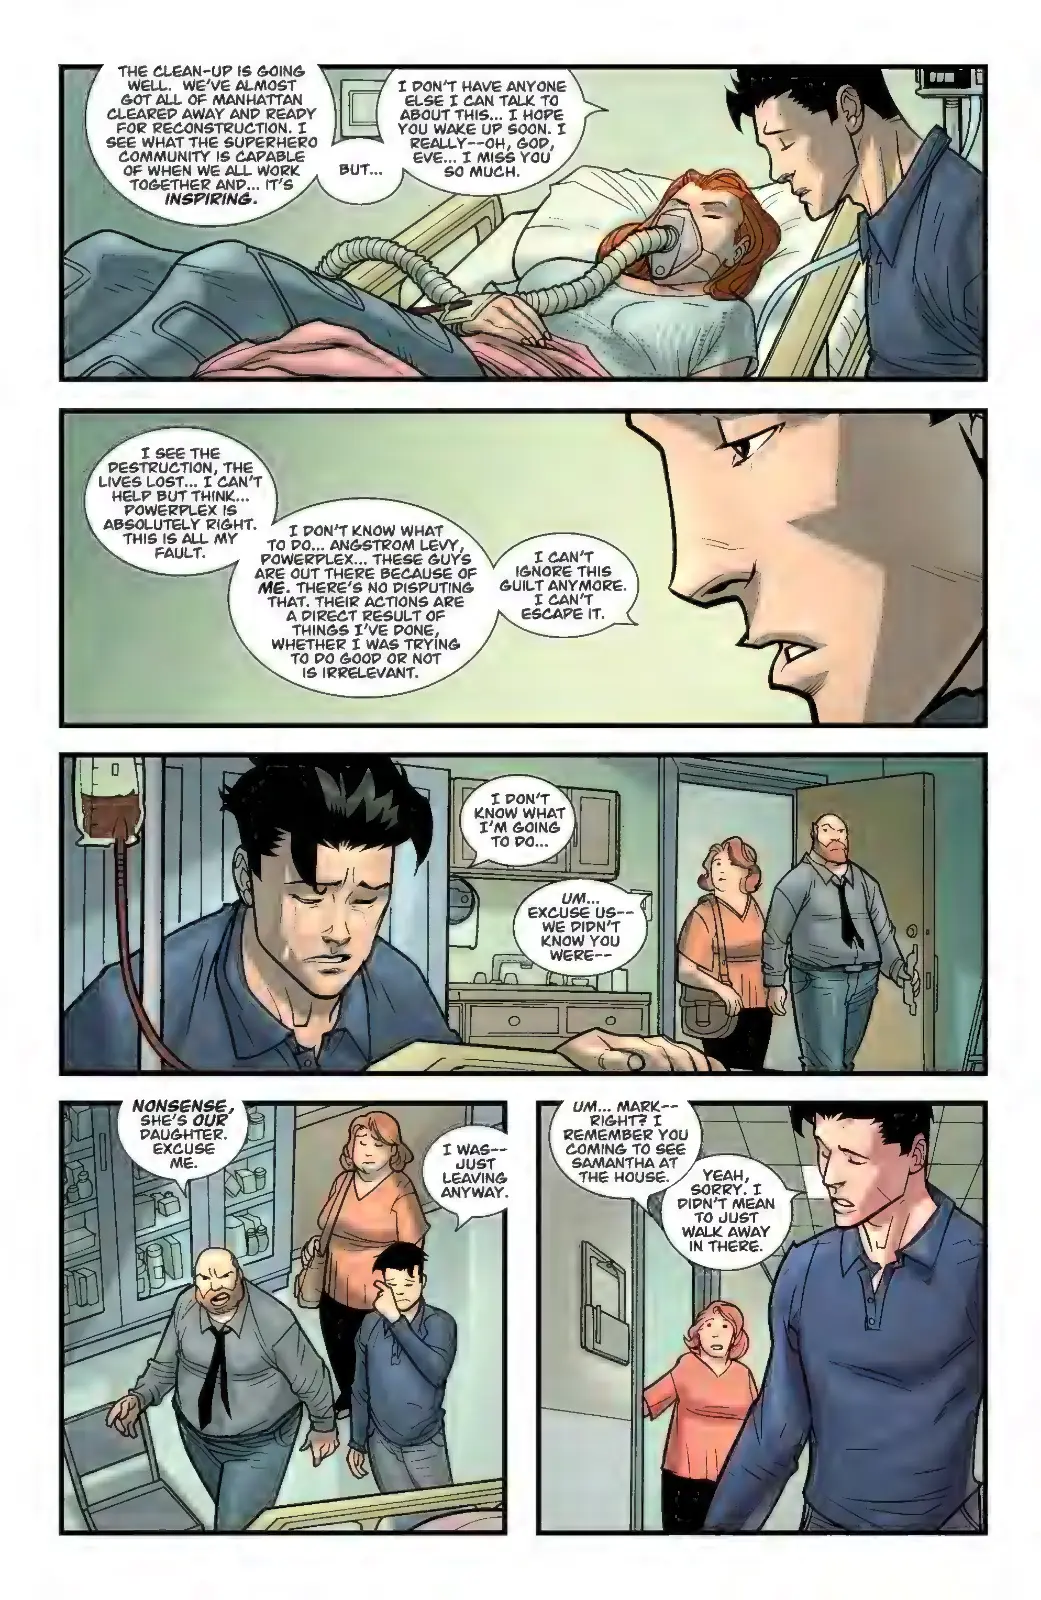 THE CLEAN-UP IS GOING
WELL. WE'VE ALMOST
GOT ALL OF MANHATTAN
CLEARED AWAY AND READY
FOR RECONSTRUCTION. I
SEE WHAT THE SUPERHERO
COMMUNITY IS CAPABLE
OF WHEN WE ALL WORK
TOGETHER AND... IT'S
INSPIRING.
BUT...
I DON'T HAVE ANYONE
ELSE I CAN TALK TO
ABOUT THIS... I HOPE
YOU WAKE UP SOON. I
REALLY--OH, GOD,
EVE... I MISS YOU
SO MUCH.
I SEE THE
DESTRUCTION, THE
LIVES LOST... I CAN'T
HELP BUT THINK...
POWERPLEX IS
ABSOLUTELY RIGHT.
THIS IS ALL MY
FAULT.
I DON'T KNOW WHAT
TO DO... ANGSTROM LEVY,
POWERPLEX... THESE GUYS
ARE OUT THERE BECAUSE OF
ME. THERE'S NO DISPUTING
THAT. THEIR ACTIONS ARE
A DIRECT RESULT OF
THINGS I'VE DONE,
WHETHER I WAS TRYING
TO DO GOOD OR NOT
IS IRRELEVANT.
I CAN'T
IGNORE THIS
GUILT ANYMORE.
I CAN'T
ESCAPE IT.
I DON'T
KNOW WHAT
I'M GOING
TO DO...
UM...
EXCUSE US--
WE DIDN'T
KNOW YOU
WERE--
NONSENSE,
SHE'S OUR
DAUGHTER.
EXCUSE
ME.
I WAS--
JUST
LEAVING
ANYWAY.
UM... MARK--
RIGHT? I
REMEMBER YOU
COMING TO SEE
SAMANTHA AT
THE HOUSE.
YEAH,
SORRY. I
DIDN'T MEAN
TO JUST
WALK AWAY
IN THERE.